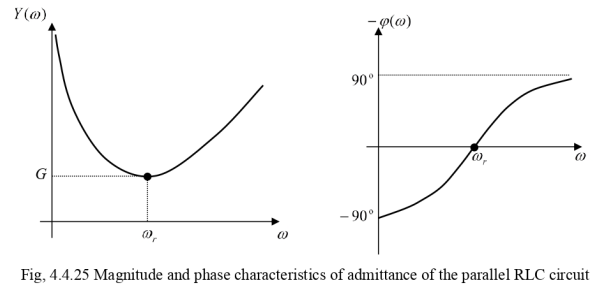 Y(ω)
G
ω_r
ω
−φ(ω)
90°
ω_r
ω
−90°
Fig, 4.4.25 Magnitude and phase characteristics of admittance of the parallel RLC circuit